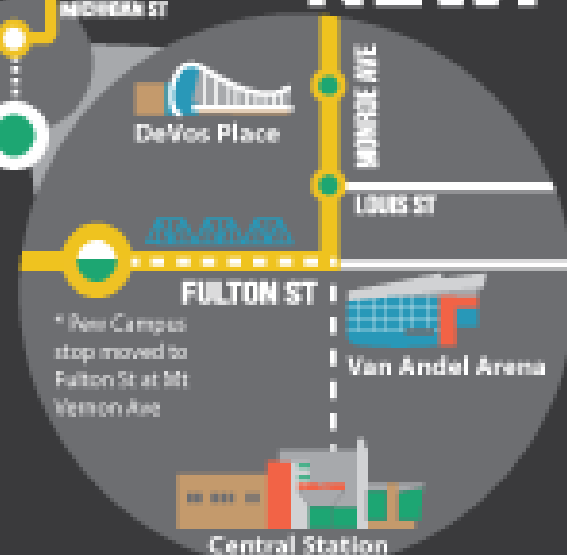 MICHIGAN ST
MONROE AVE
DeVos Place
LOUIS ST
FULTON ST
* Pew Campus
stop moved to
Fulton St at Mt
Vernon Ave
Van Andel Arena
Central Station